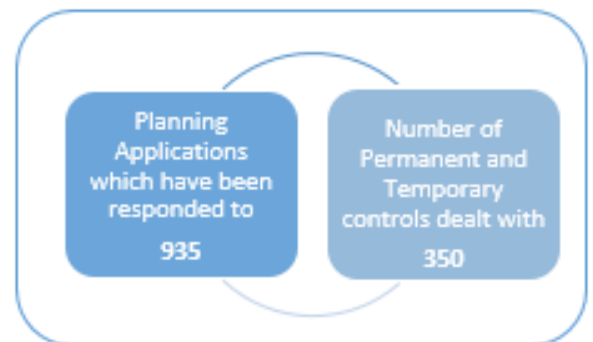 Planning
Applications
which have been
responded to
935
Number of
Permanent and
Temporary
controls dealt with
350